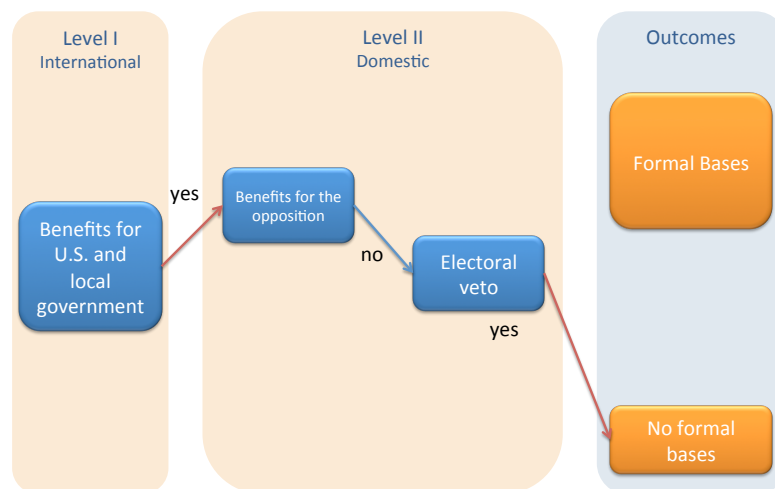 Level I
International
Level II
Domestic
Outcomes
Formal Bases
yes
Benefits for the
opposition
Benefits for
U.S. and
local
government
no
Electoral
veto
yes
No formal
bases